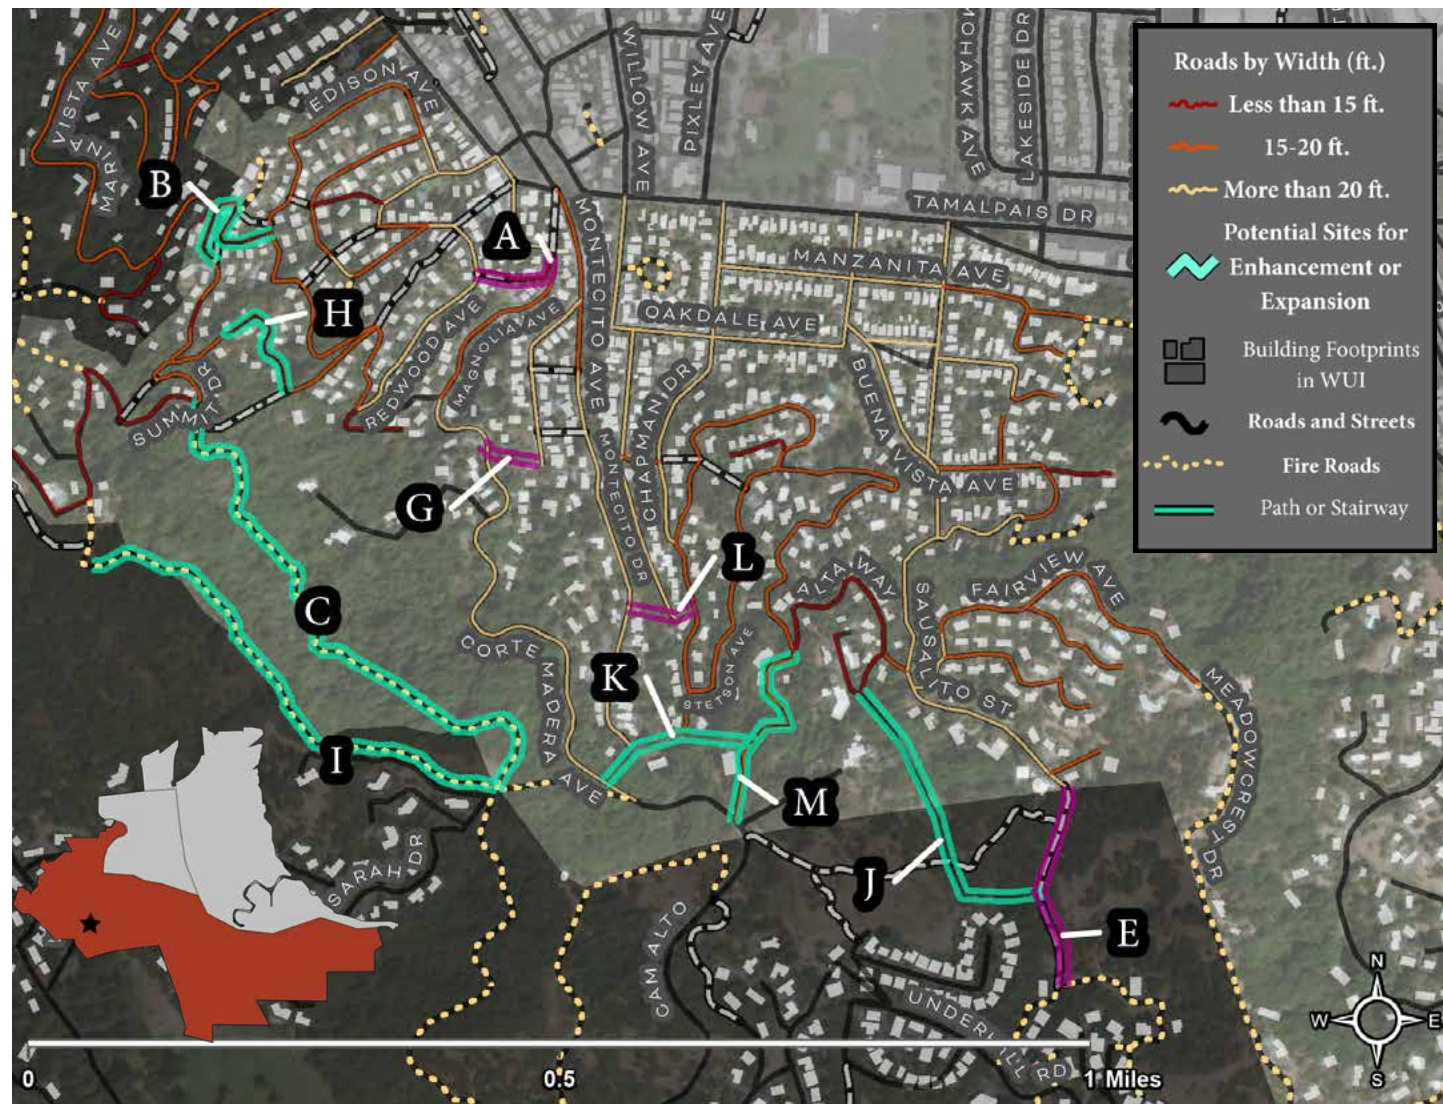 Roads by Width (ft.)
Less than 15 ft.
15-20 ft.
More than 20 ft.
Potential Sites for
Enhancement or
Expansion
Building Footprints
in WUI
Roads and Streets
Fire Roads
Path or Stairway
VISTA AVE
MARINA
EDISON AVE
WILLOW AVE
PIXLEY AVE
MOHAWK AVE
LAKESIDE DR
TAMALPAIS DR
B
A
MONTECITO AVE
MANZANITA AVE
H
REDWOOD AVE
MAGNOLIA AVE
OAKDALE AVE
SUMMIT DR
CHAPMAN DR
BUENA VISTA AVE
MONTECITO DR
G
L
ALTA WAY
FAIRVIEW AVE
C
CORTE MADERA AVE
SAUSALITO ST
K
STETSON AVE
MEADOWCREST DR
I
M
SARAH DR
J
CAM ALTO
E
UNDERHILL RD
N
W
E
S
0
0.5
1 Miles